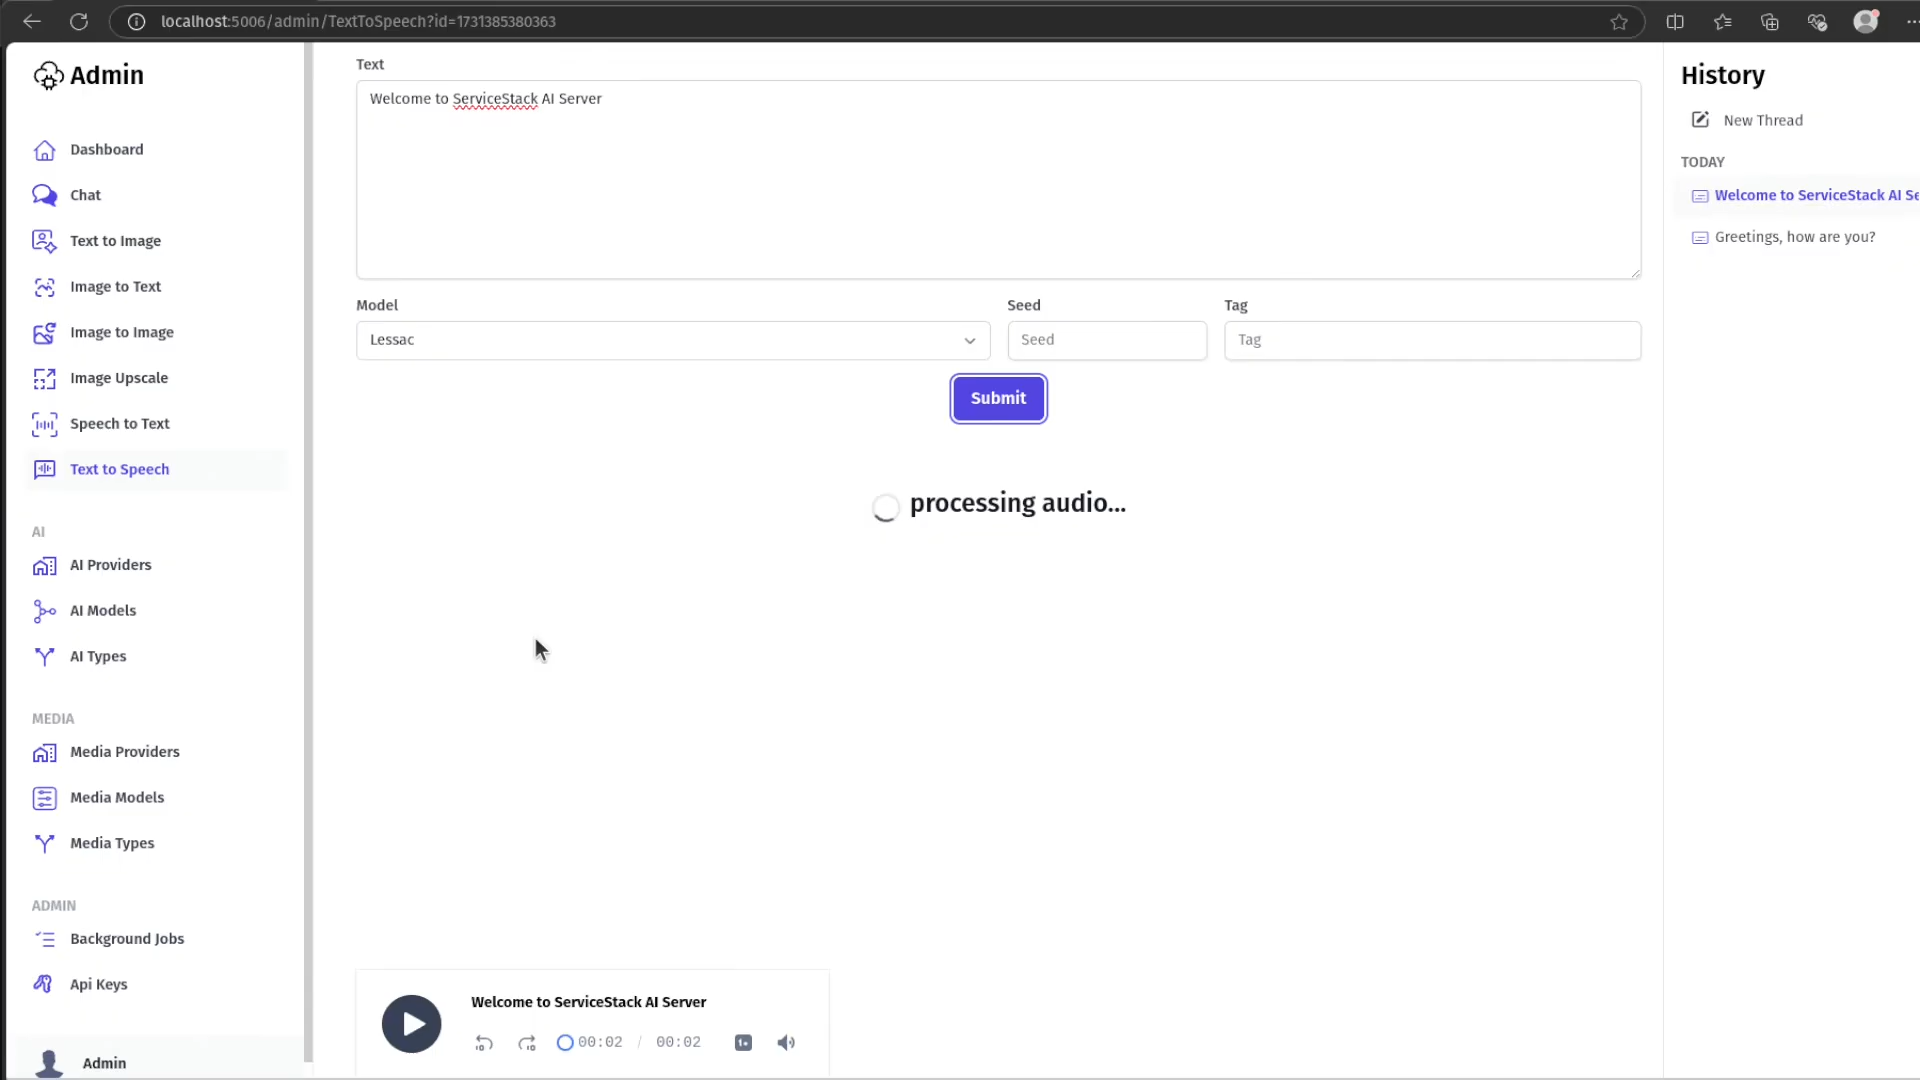 localhost:5006/admin/TextToSpeech?id=1731385380363
Admin
Dashboard
Chat
Text to Image
Image to Text
Image to Image
Image Upscale
Speech to Text
Text to Speech
AI
AI Providers
AI Models
AI Types
MEDIA
Media Providers
Media Models
Media Types
ADMIN
Background Jobs
Api Keys
Admin
Text
Welcome to ServiceStack AI Server
Model
Seed
Tag
Lessac
Seed
Tag
Submit
processing audio...
Welcome to ServiceStack AI Server
10
10
00:02 / 00:02
1x
History
New Thread
TODAY
Welcome to ServiceStack AI Se
Greetings, how are you?